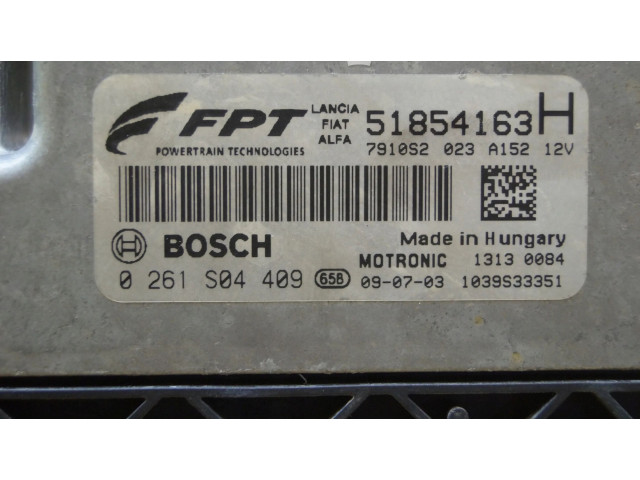 FPT
POWERTRAIN TECHNOLOGIES
LANCIA
FIAT
ALFA
51854163H
7910S2 023 A152 12V
BOSCH
Made in Hungary
0 261 S04 409 658
MOTRONIC 1313 0084
09-07-03 1039S33351